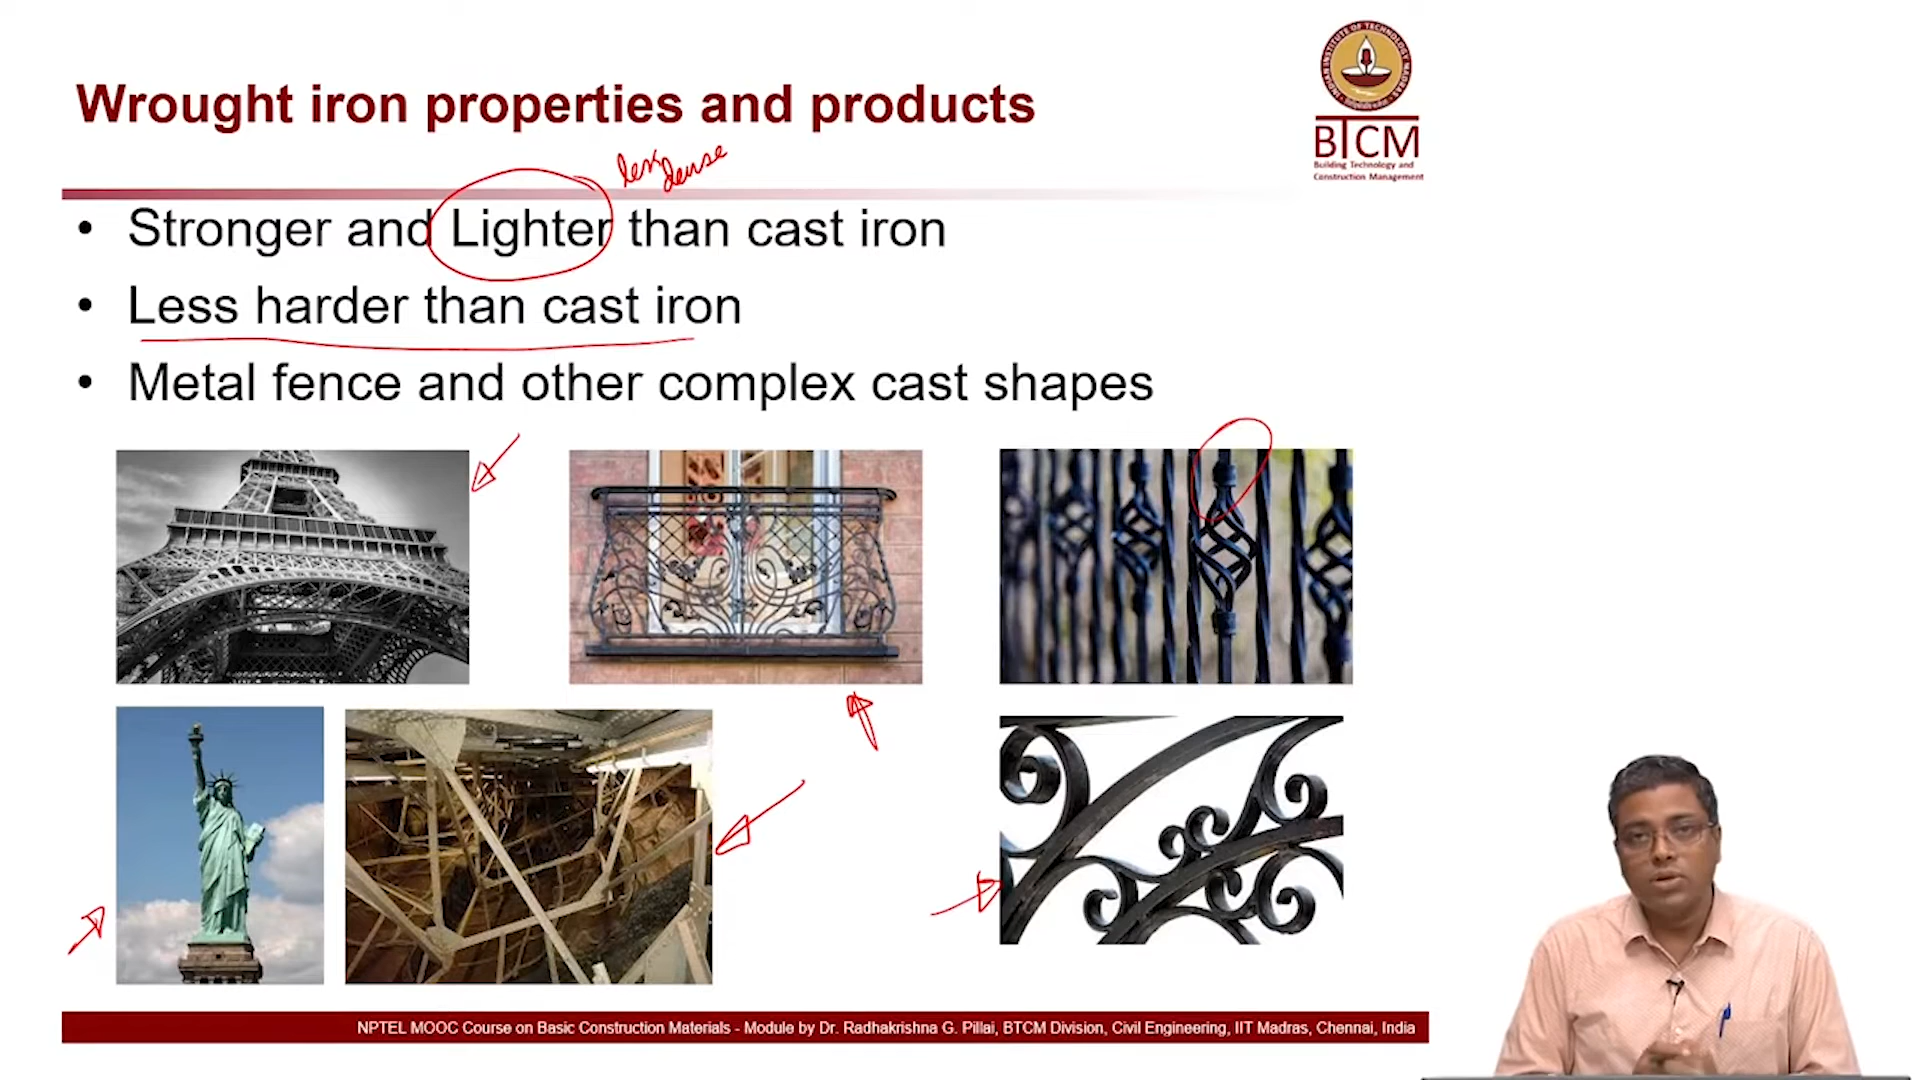 BTCM
Building Technology and
Construction Management
Wrought iron properties and products
less dense
• Stronger and Lighter than cast iron
• Less harder than cast iron
• Metal fence and other complex cast shapes
NPTEL MOOC Course on Basic Construction Materials - Module by Dr. Radhakrishna G. Pillai, BTCM Division, Civil Engineering, IIT Madras, Chennai, India